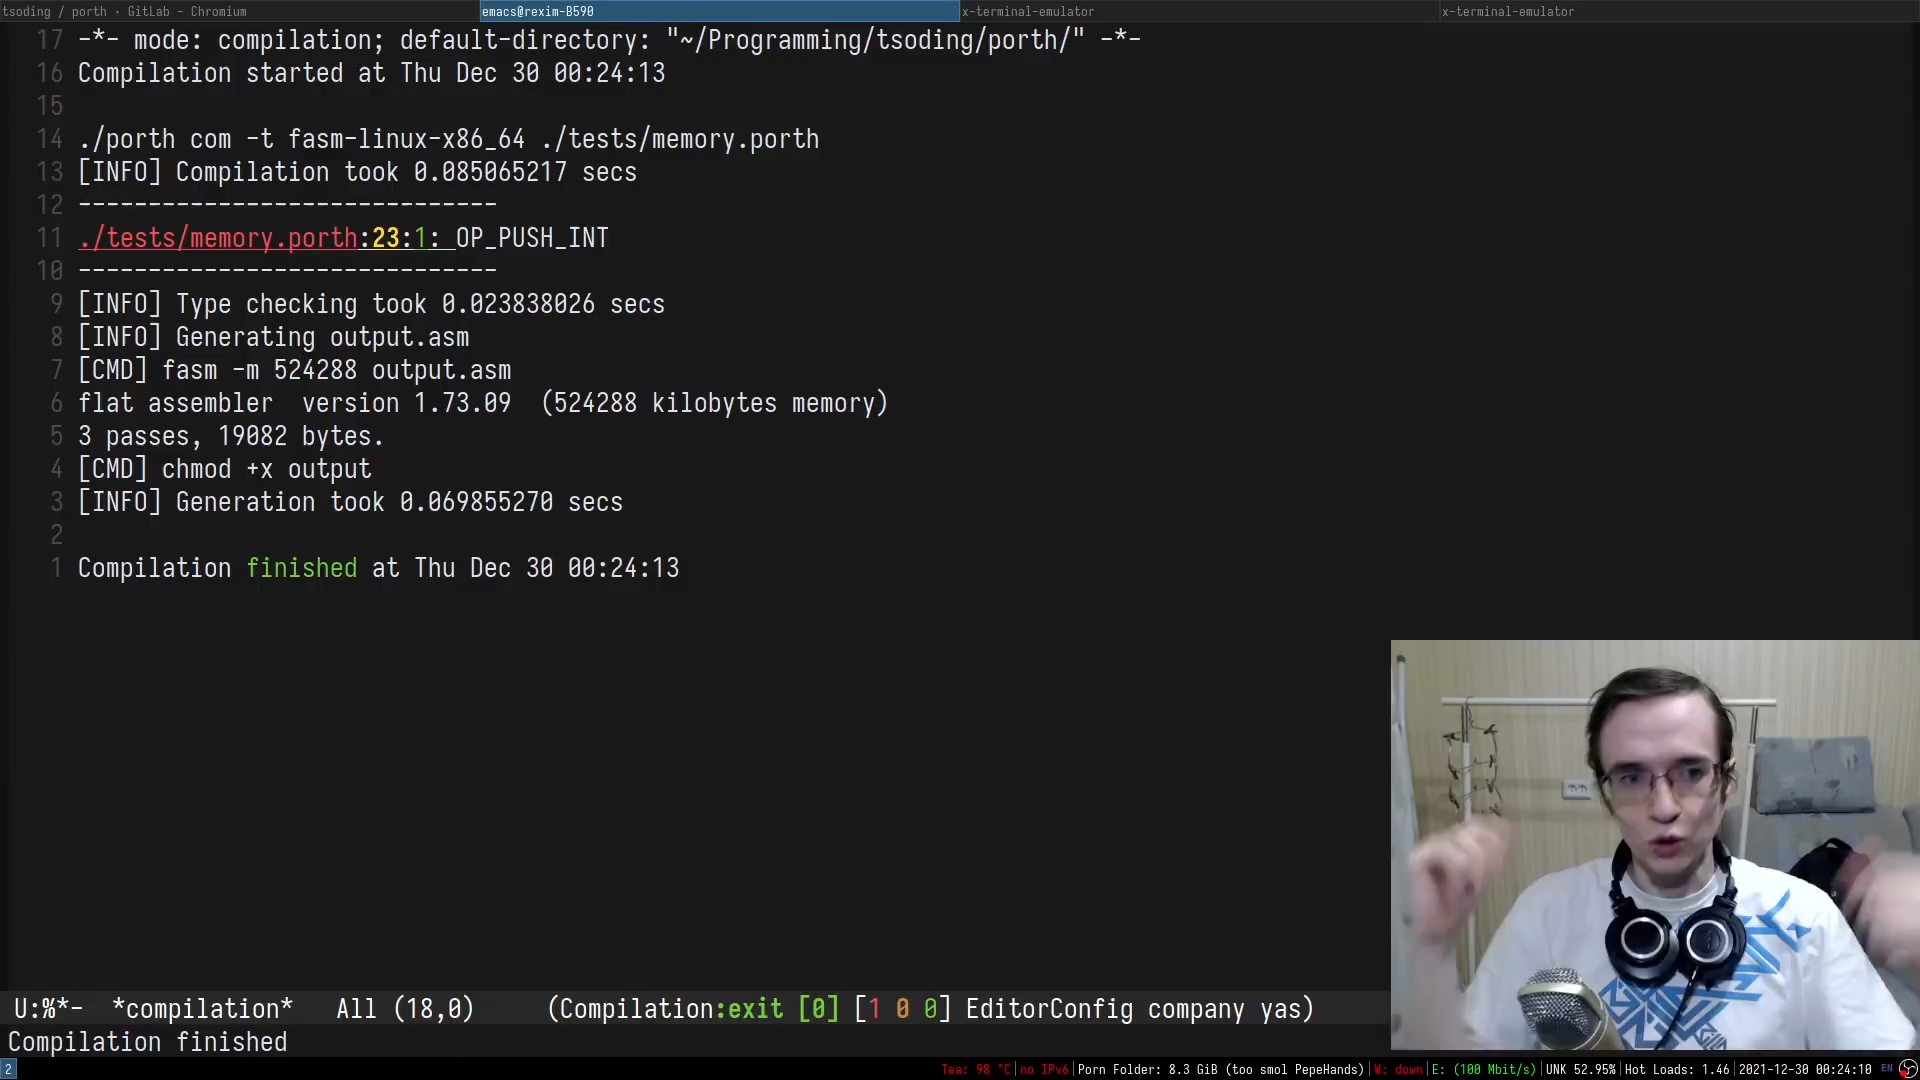 tsoding / porth · GitLab - Chromium
emacs@rexim-B590
x-terminal-emulator
x-terminal-emulator
17 -*- mode: compilation; default-directory: "~/Programming/tsoding/porth/" -*-
16 Compilation started at Thu Dec 30 00:24:13
15
14 ./porth com -t fasm-linux-x86_64 ./tests/memory.porth
13 [INFO] Compilation took 0.085065217 secs
12 ------------------------------
11 ./tests/memory.porth:23:1: OP_PUSH_INT
10 ------------------------------
9 [INFO] Type checking took 0.023838026 secs
8 [INFO] Generating output.asm
7 [CMD] fasm -m 524288 output.asm
6 flat assembler  version 1.73.09  (524288 kilobytes memory)
5 3 passes, 19082 bytes.
4 [CMD] chmod +x output
3 [INFO] Generation took 0.069855270 secs
2
1 Compilation finished at Thu Dec 30 00:24:13
U:%*-  *compilation*   All (18,0)     (Compilation:exit [0] [1 0 0] EditorConfig company yas)
Compilation finished
2
Tea: 98 °C|no IPv6|Porn Folder: 8.3 GiB (too smol PepeHands)|W: down|E: (100 Mbit/s)|UNK 52.95%|Hot Loads: 1.46|2021-12-30 00:24:10 EN